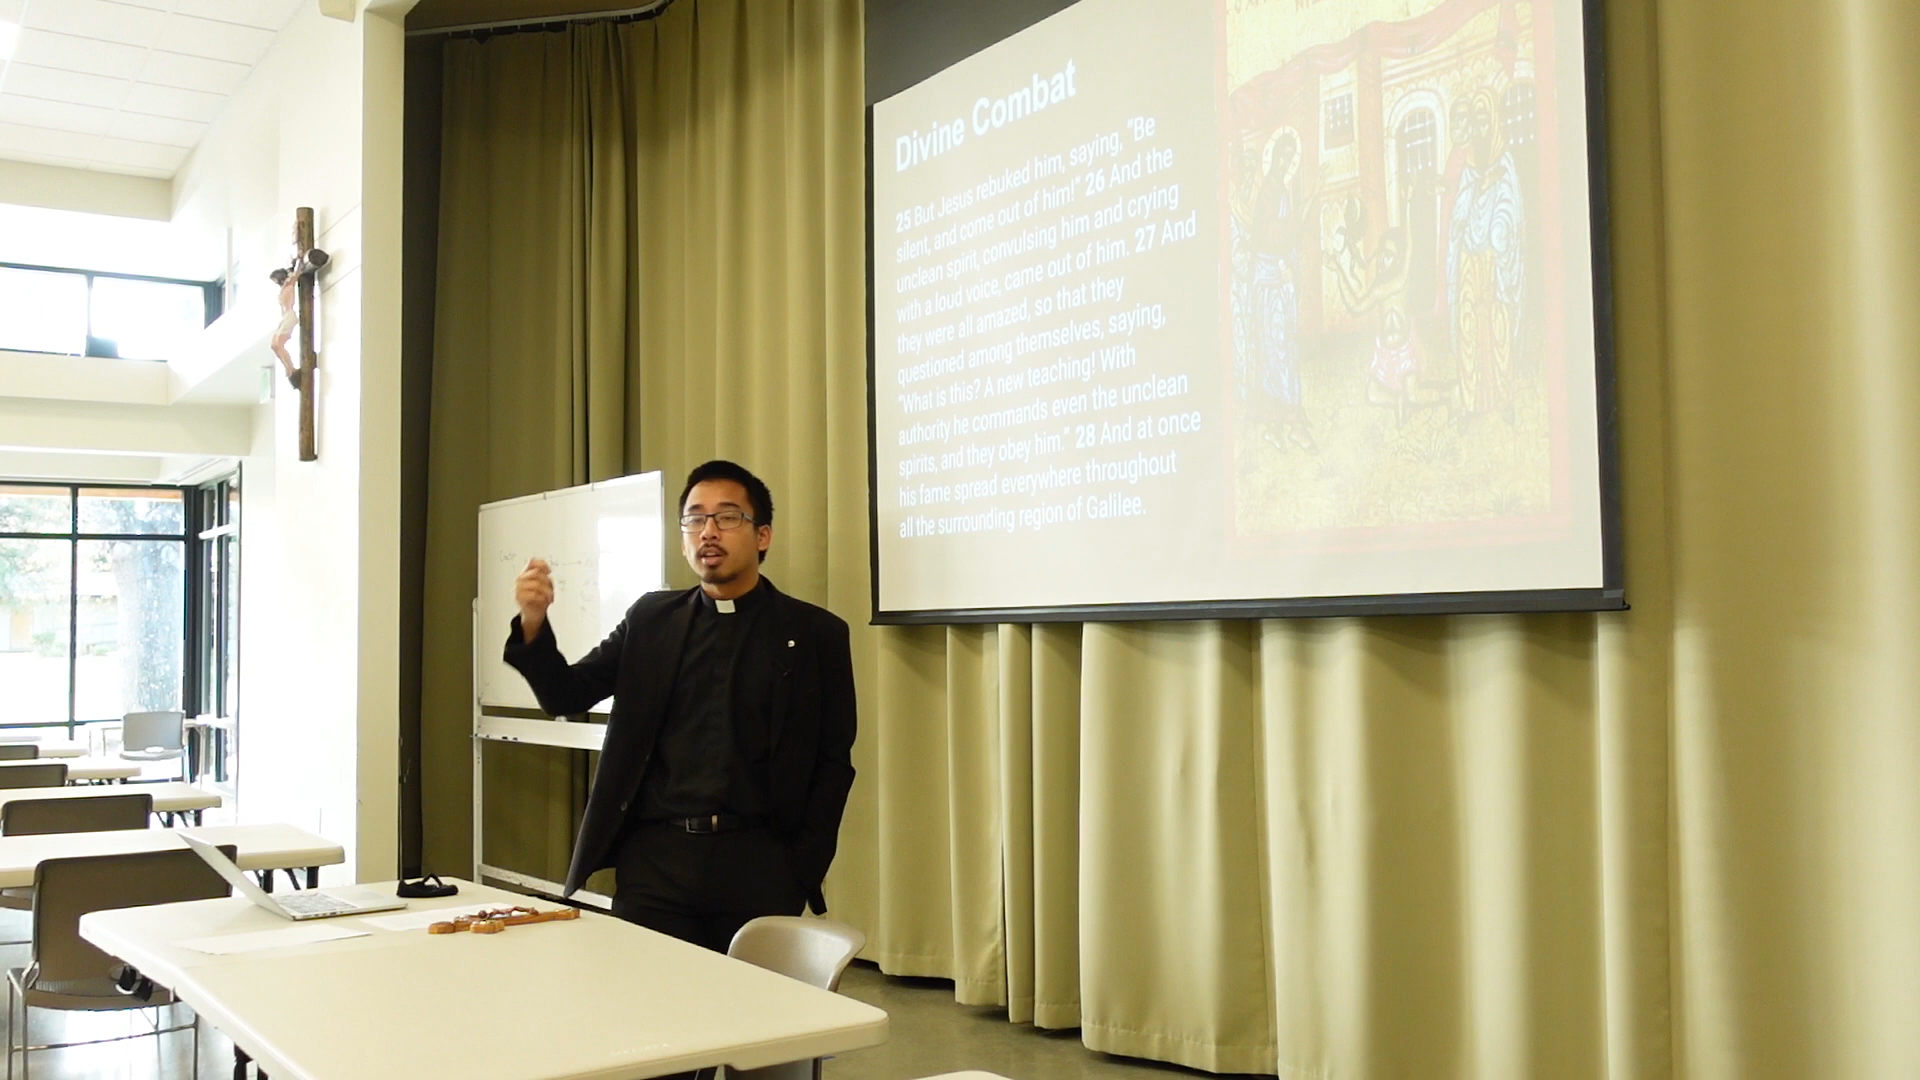 Divine Combat
25 But Jesus rebuked him, saying, "Be
silent, and come out of him!" 26 And the
unclean spirit, convulsing him and crying
with a loud voice, came out of him. 27 And
they were all amazed, so that they
questioned among themselves, saying,
"What is this? A new teaching! With
authority he commands even the unclean
spirits, and they obey him." 28 And at once
his fame spread everywhere throughout
all the surrounding region of Galilee.